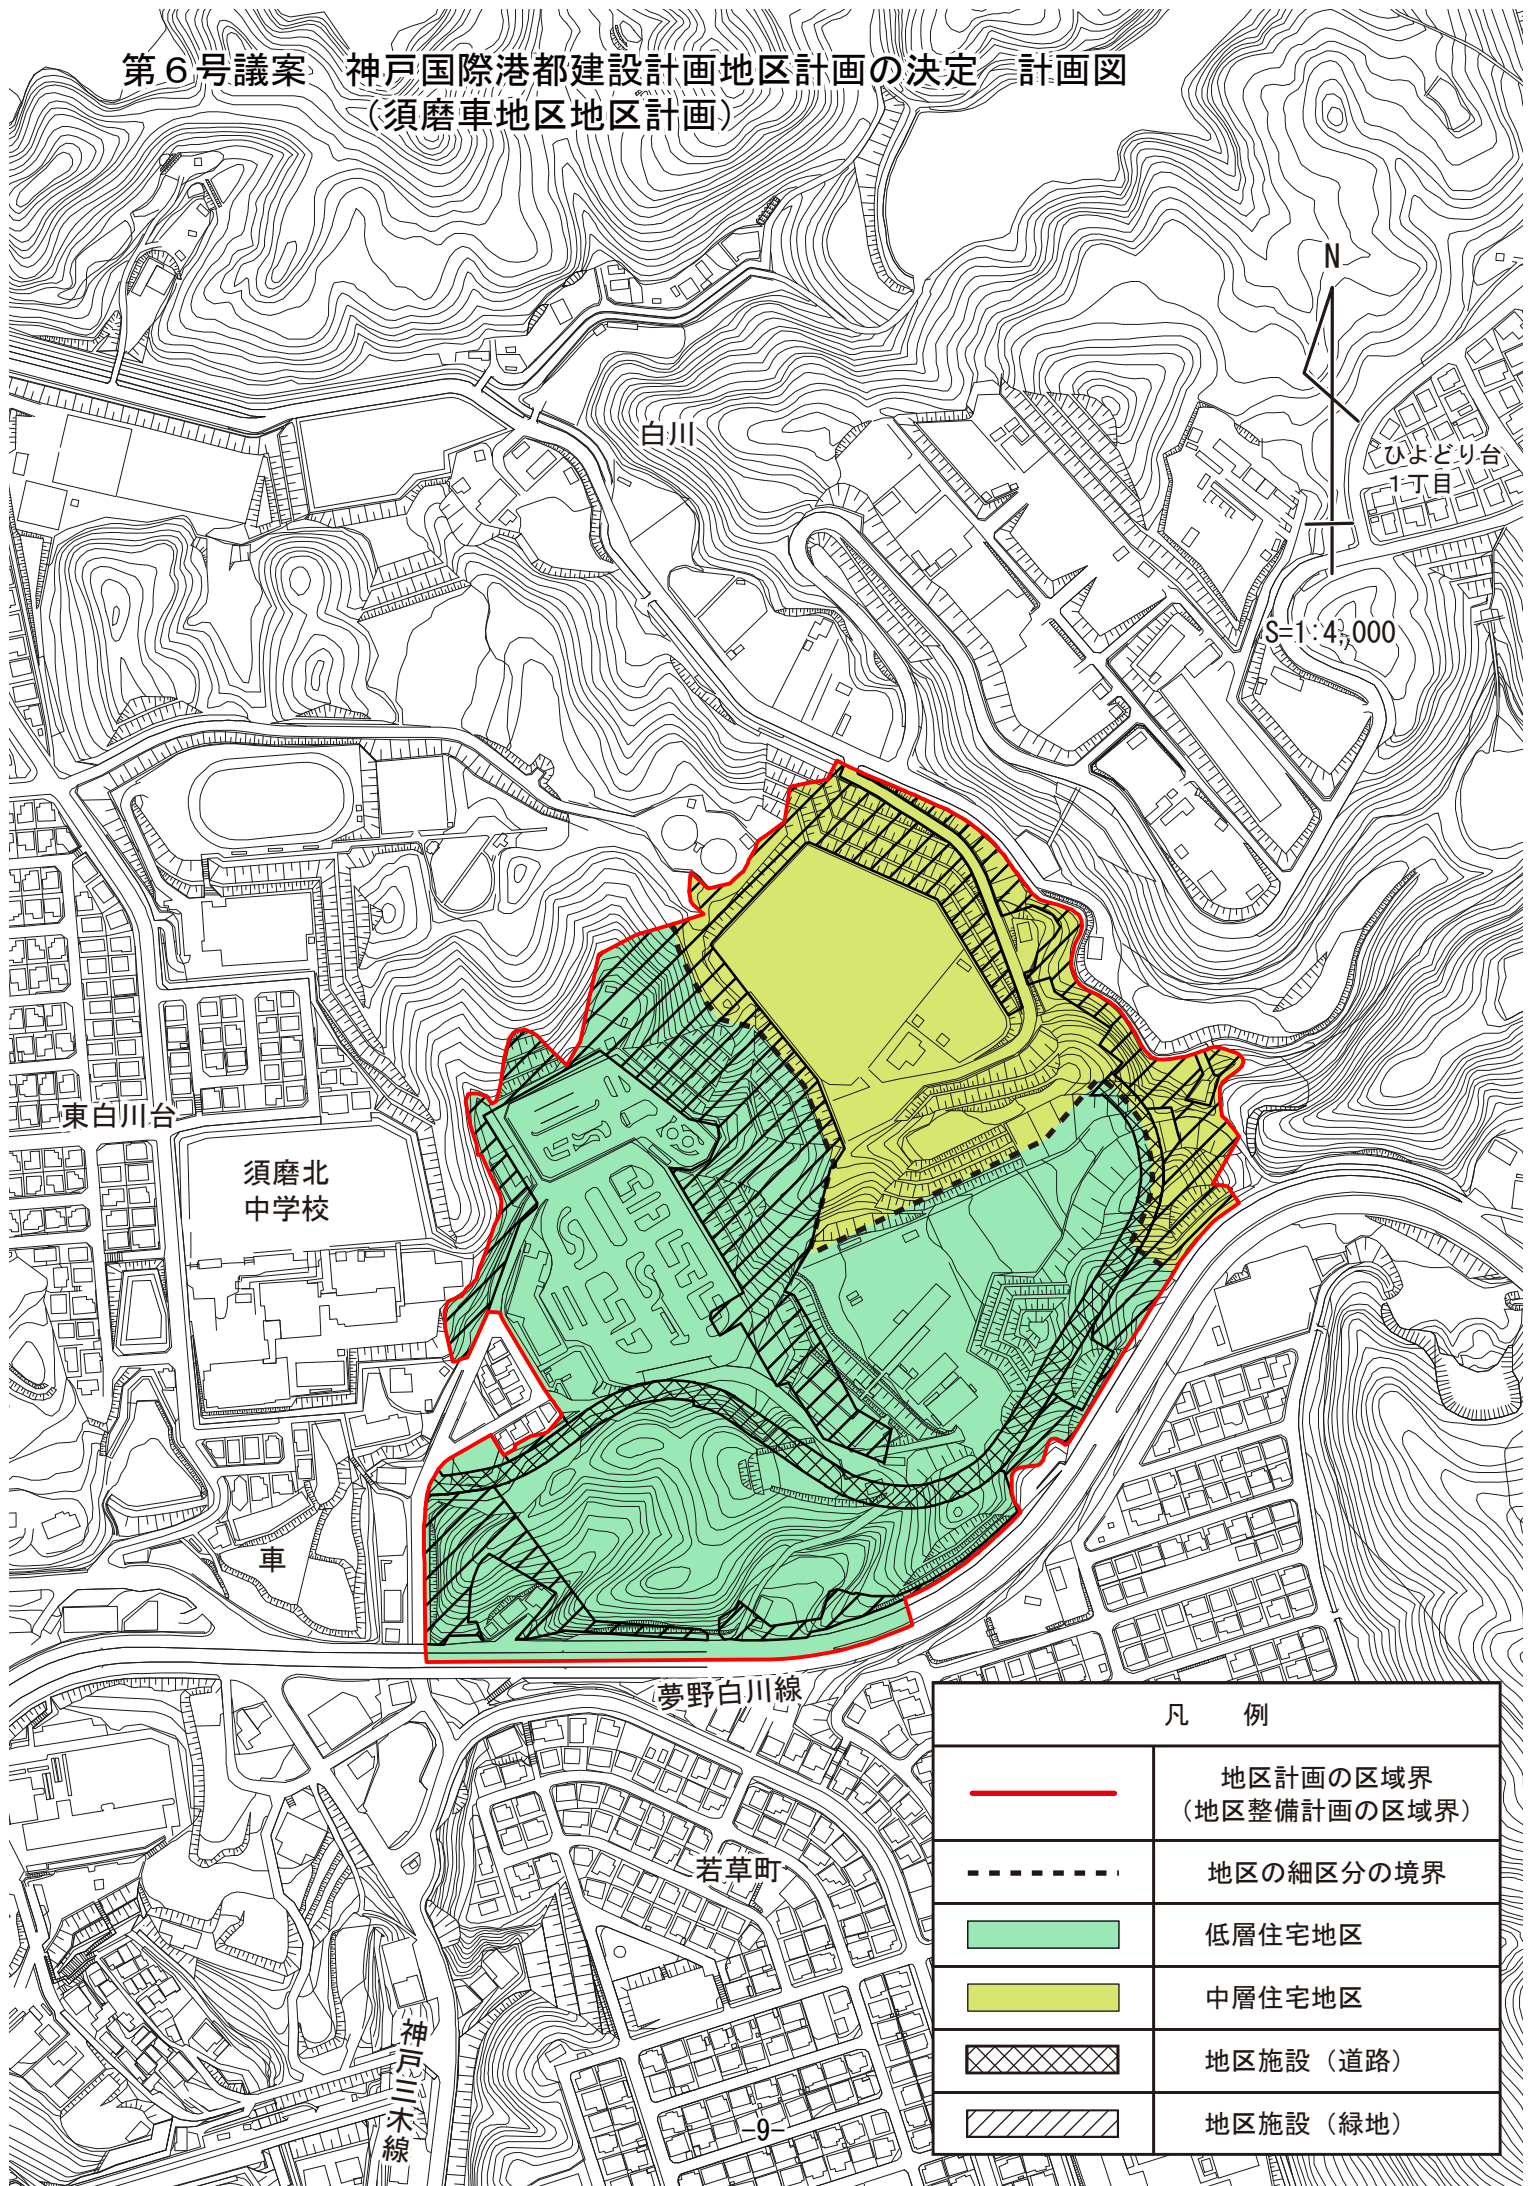 第６号議案　神戸国際港都建設計画地区計画の決定　計画図
（須磨車地区地区計画）
N
白川
ひよどり台
１丁目
S=1:4,000
東白川台
須磨北
中学校
車
夢野白川線
若草町
神戸三木線
凡　例
地区計画の区域界
（地区整備計画の区域界）
地区の細区分の境界
低層住宅地区
中層住宅地区
地区施設（道路）
地区施設（緑地）
-9-